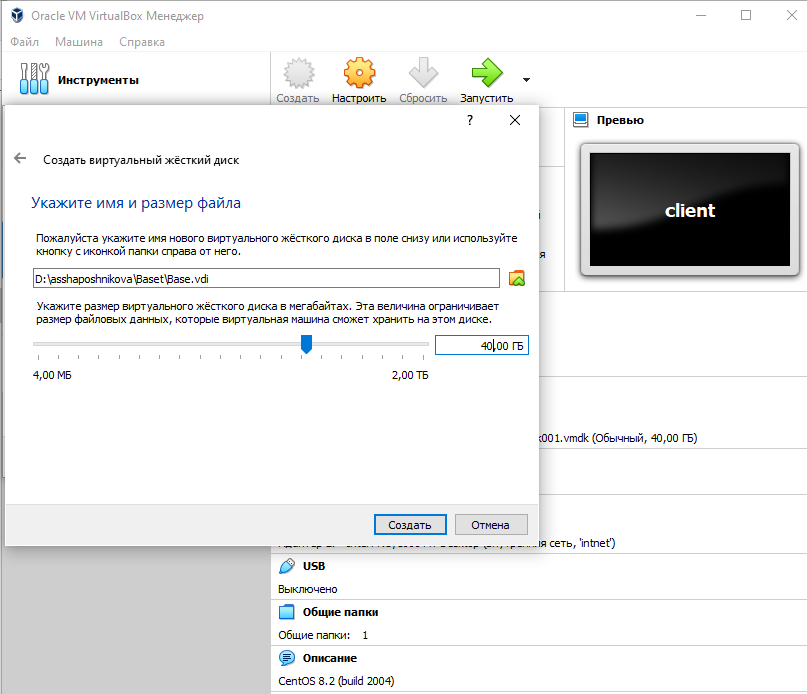 Oracle VM VirtualBox Менеджер
Файл Машина Справка
Инструменты
Создать Настроить Сбросить Запустить
? 
Создать виртуальный жёсткий диск
Укажите имя и размер файла
Пожалуйста укажите имя нового виртуального жёсткого диска в поле снизу или используйте
кнопку с иконкой папки справа от него.
D:\asshaposhnikova\Baset\Base.vdi
Укажите размер виртуального жёсткого диска в мегабайтах. Эта величина ограничивает
размер файловых данных, которые виртуальная машина сможет хранить на этом диске.
40,00 ГБ
4,00 МБ 2,00 ТБ
Создать Отмена
Превью
client
я
001.vmdk (Обычный, 40,00 ГБ)
сеть, 'intnet')
USB
Выключено
Общие папки
Общие папки: 1
Описание
CentOS 8.2 (build 2004)